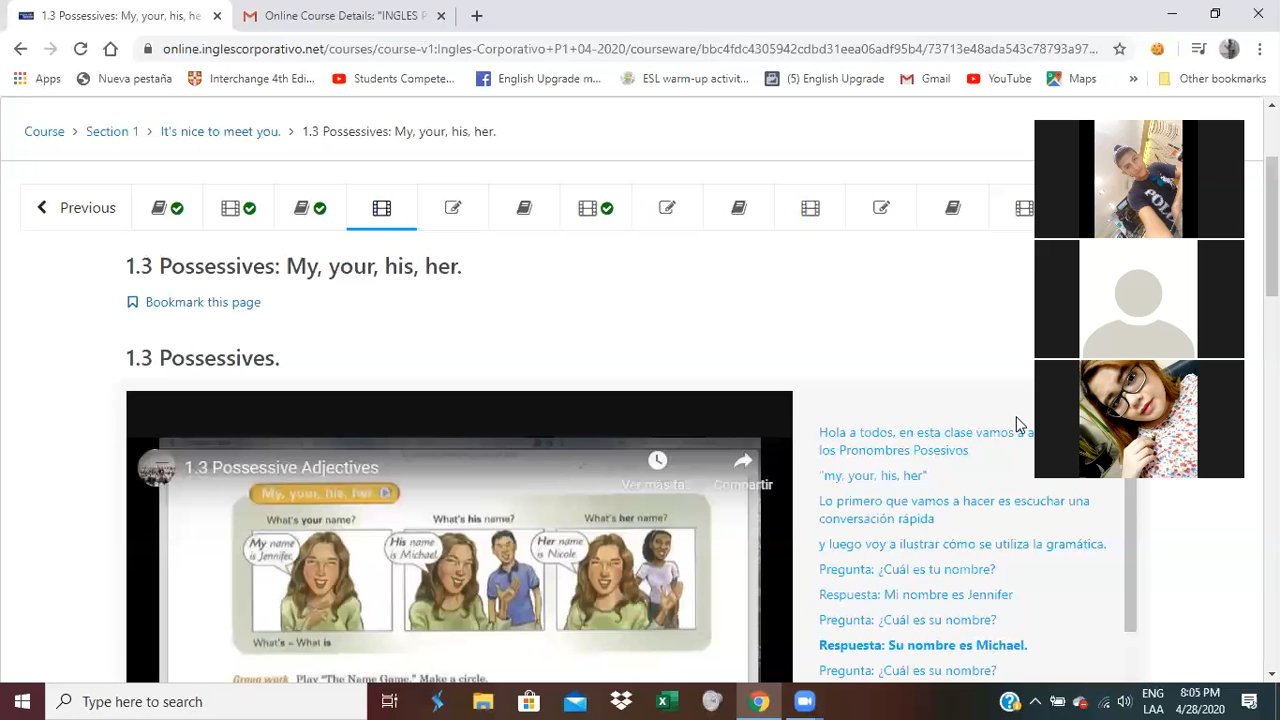 1.3 Possessives: My, your, his, he
Online Course Details: "INGLES P
online.inglescorporativo.net/courses/course-v1:Ingles-Corporativo+P1+04-2020/courseware/bbc4fdc4305942cdbd31eea06adf95b4/73713e48ada543c78793a97...
Apps
Nueva pestaña
Interchange 4th Edi...
Students Compete...
English Upgrade m...
ESL warm-up activit...
(5) English Upgrade
Gmail
YouTube
Maps
Other bookmarks
Course > Section 1 > It's nice to meet you. > 1.3 Possessives: My, your, his, her.
Previous
1.3 Possessives: My, your, his, her.
Bookmark this page
1.3 Possessives.
1.3 Possessive Adjectives
Ver más ta...
Compartir
My, your, his, her
What's your name?
What's his name?
What's her name?
My name
is Jennifer.
His name
is Michael.
Her name
is Nicole.
What's = What is
Group work Play "The Name Game." Make a circle.
Hola a todos, en esta clase vamos a a
los Pronombres Posesivos
"my, your, his, her"
Lo primero que vamos a hacer es escuchar una
conversación rápida
y luego voy a ilustrar cómo se utiliza la gramática.
Pregunta: ¿Cuál es tu nombre?
Respuesta: Mi nombre es Jennifer
Pregunta: ¿Cuál es su nombre?
Respuesta: Su nombre es Michael.
Pregunta: ¿Cuál es su nombre?
Type here to search
ENG
LAA
8:05 PM
4/28/2020